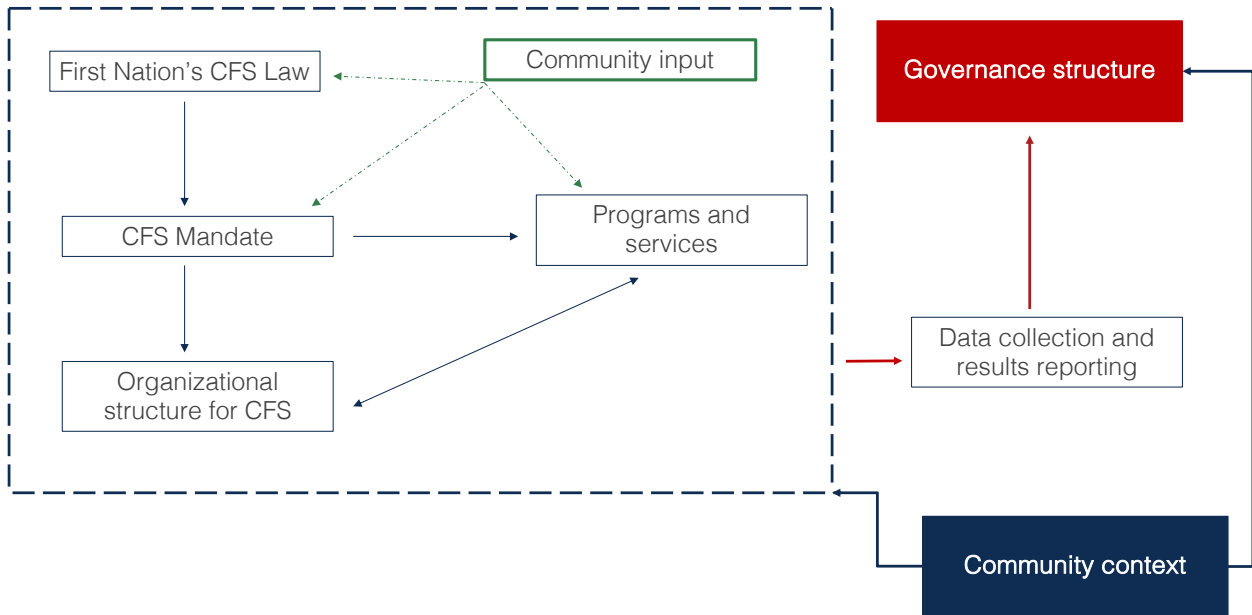 First Nation's CFS Law
Community input
Governance structure
CFS Mandate
Programs and
services
Data collection and
results reporting
Organizational
structure for CFS
Community context